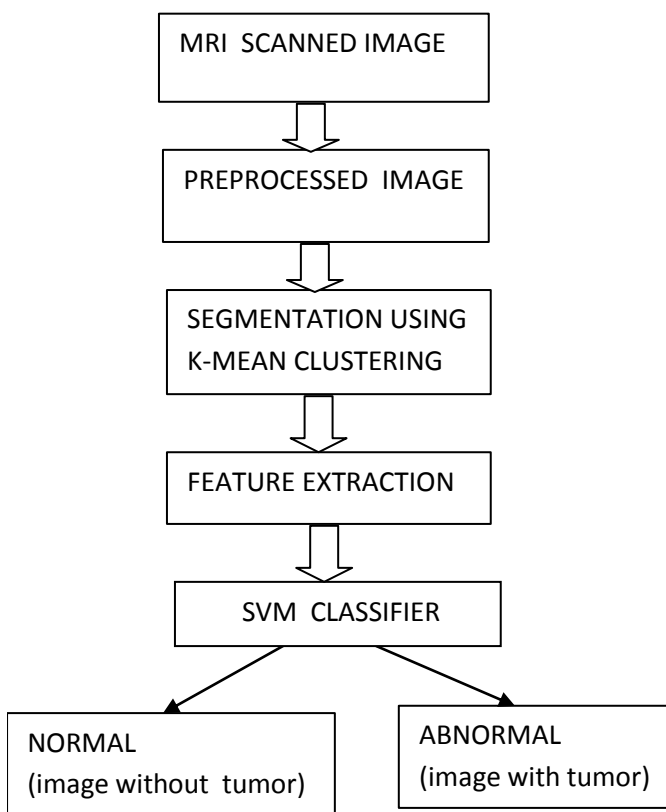 MRI SCANNED IMAGE
PREPROCESSED IMAGE
SEGMENTATION USING
K-MEAN CLUSTERING
FEATURE EXTRACTION
SVM CLASSIFIER
NORMAL
(image without tumor)
ABNORMAL
(image with tumor)